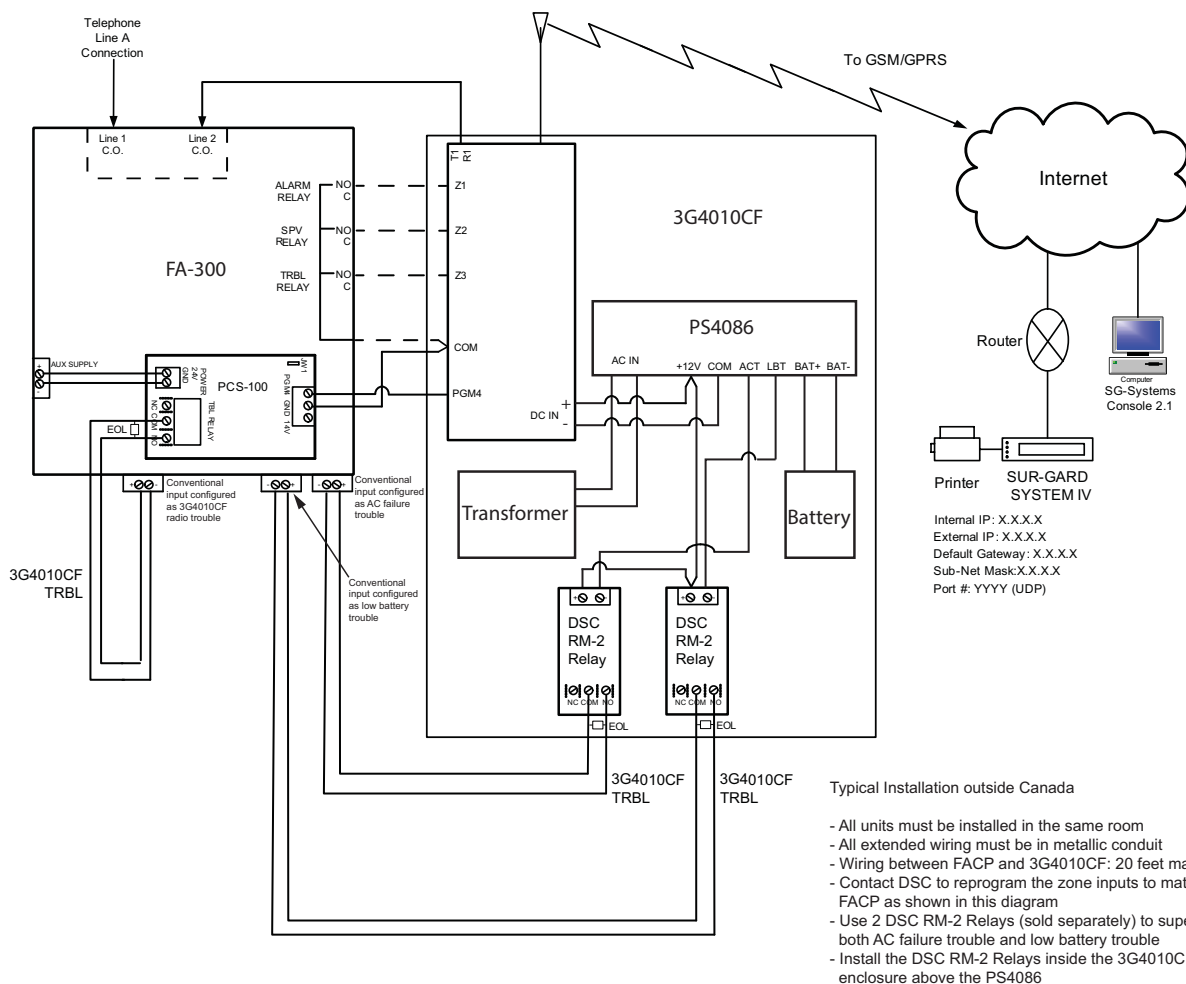 Telephone
Line A
Connection
To GSM/GPRS
Line 1
C.O.
Line 2
C.O.
T1
R1
ALARM
RELAY
NO
C
Z1
SPV
RELAY
NO
C
Z2
TRBL
RELAY
NO
C
Z3
FA-300
3G4010CF
Internet
COM
PGM4
DC IN
+
-
PS4086
AC IN
+12V
COM
ACT
LBT
BAT+
BAT-
Router
Computer
SG-Systems
Console 2.1
+
-
AUX SUPPLY
POWER
24V
GND
PCS-100
JW1
PGM4
GND
14V
TBL RELAY
NC COM NO
EOL
Printer
SUR-GARD
SYSTEM IV
Internal IP: X.X.X.X
External IP: X.X.X.X
Default Gateway: X.X.X.X
Sub-Net Mask:X.X.X.X
Port #: YYYY (UDP)
Transformer
Battery
+ -
Conventional
input configured
as 3G4010CF
radio trouble
- +
- +
Conventional
input configured
as AC failure
trouble
Conventional
input configured
as low battery
trouble
3G4010CF
TRBL
+ -
DSC
RM-2
Relay
NC COM NO
EOL
+ -
DSC
RM-2
Relay
NC COM NO
EOL
3G4010CF
TRBL
3G4010CF
TRBL
Typical Installation outside Canada
- All units must be installed in the same room
- All extended wiring must be in metallic conduit
- Wiring between FACP and 3G4010CF: 20 feet ma
- Contact DSC to reprogram the zone inputs to mat
FACP as shown in this diagram
- Use 2 DSC RM-2 Relays (sold separately) to supe
both AC failure trouble and low battery trouble
- Install the DSC RM-2 Relays inside the 3G4010C
enclosure above the PS4086